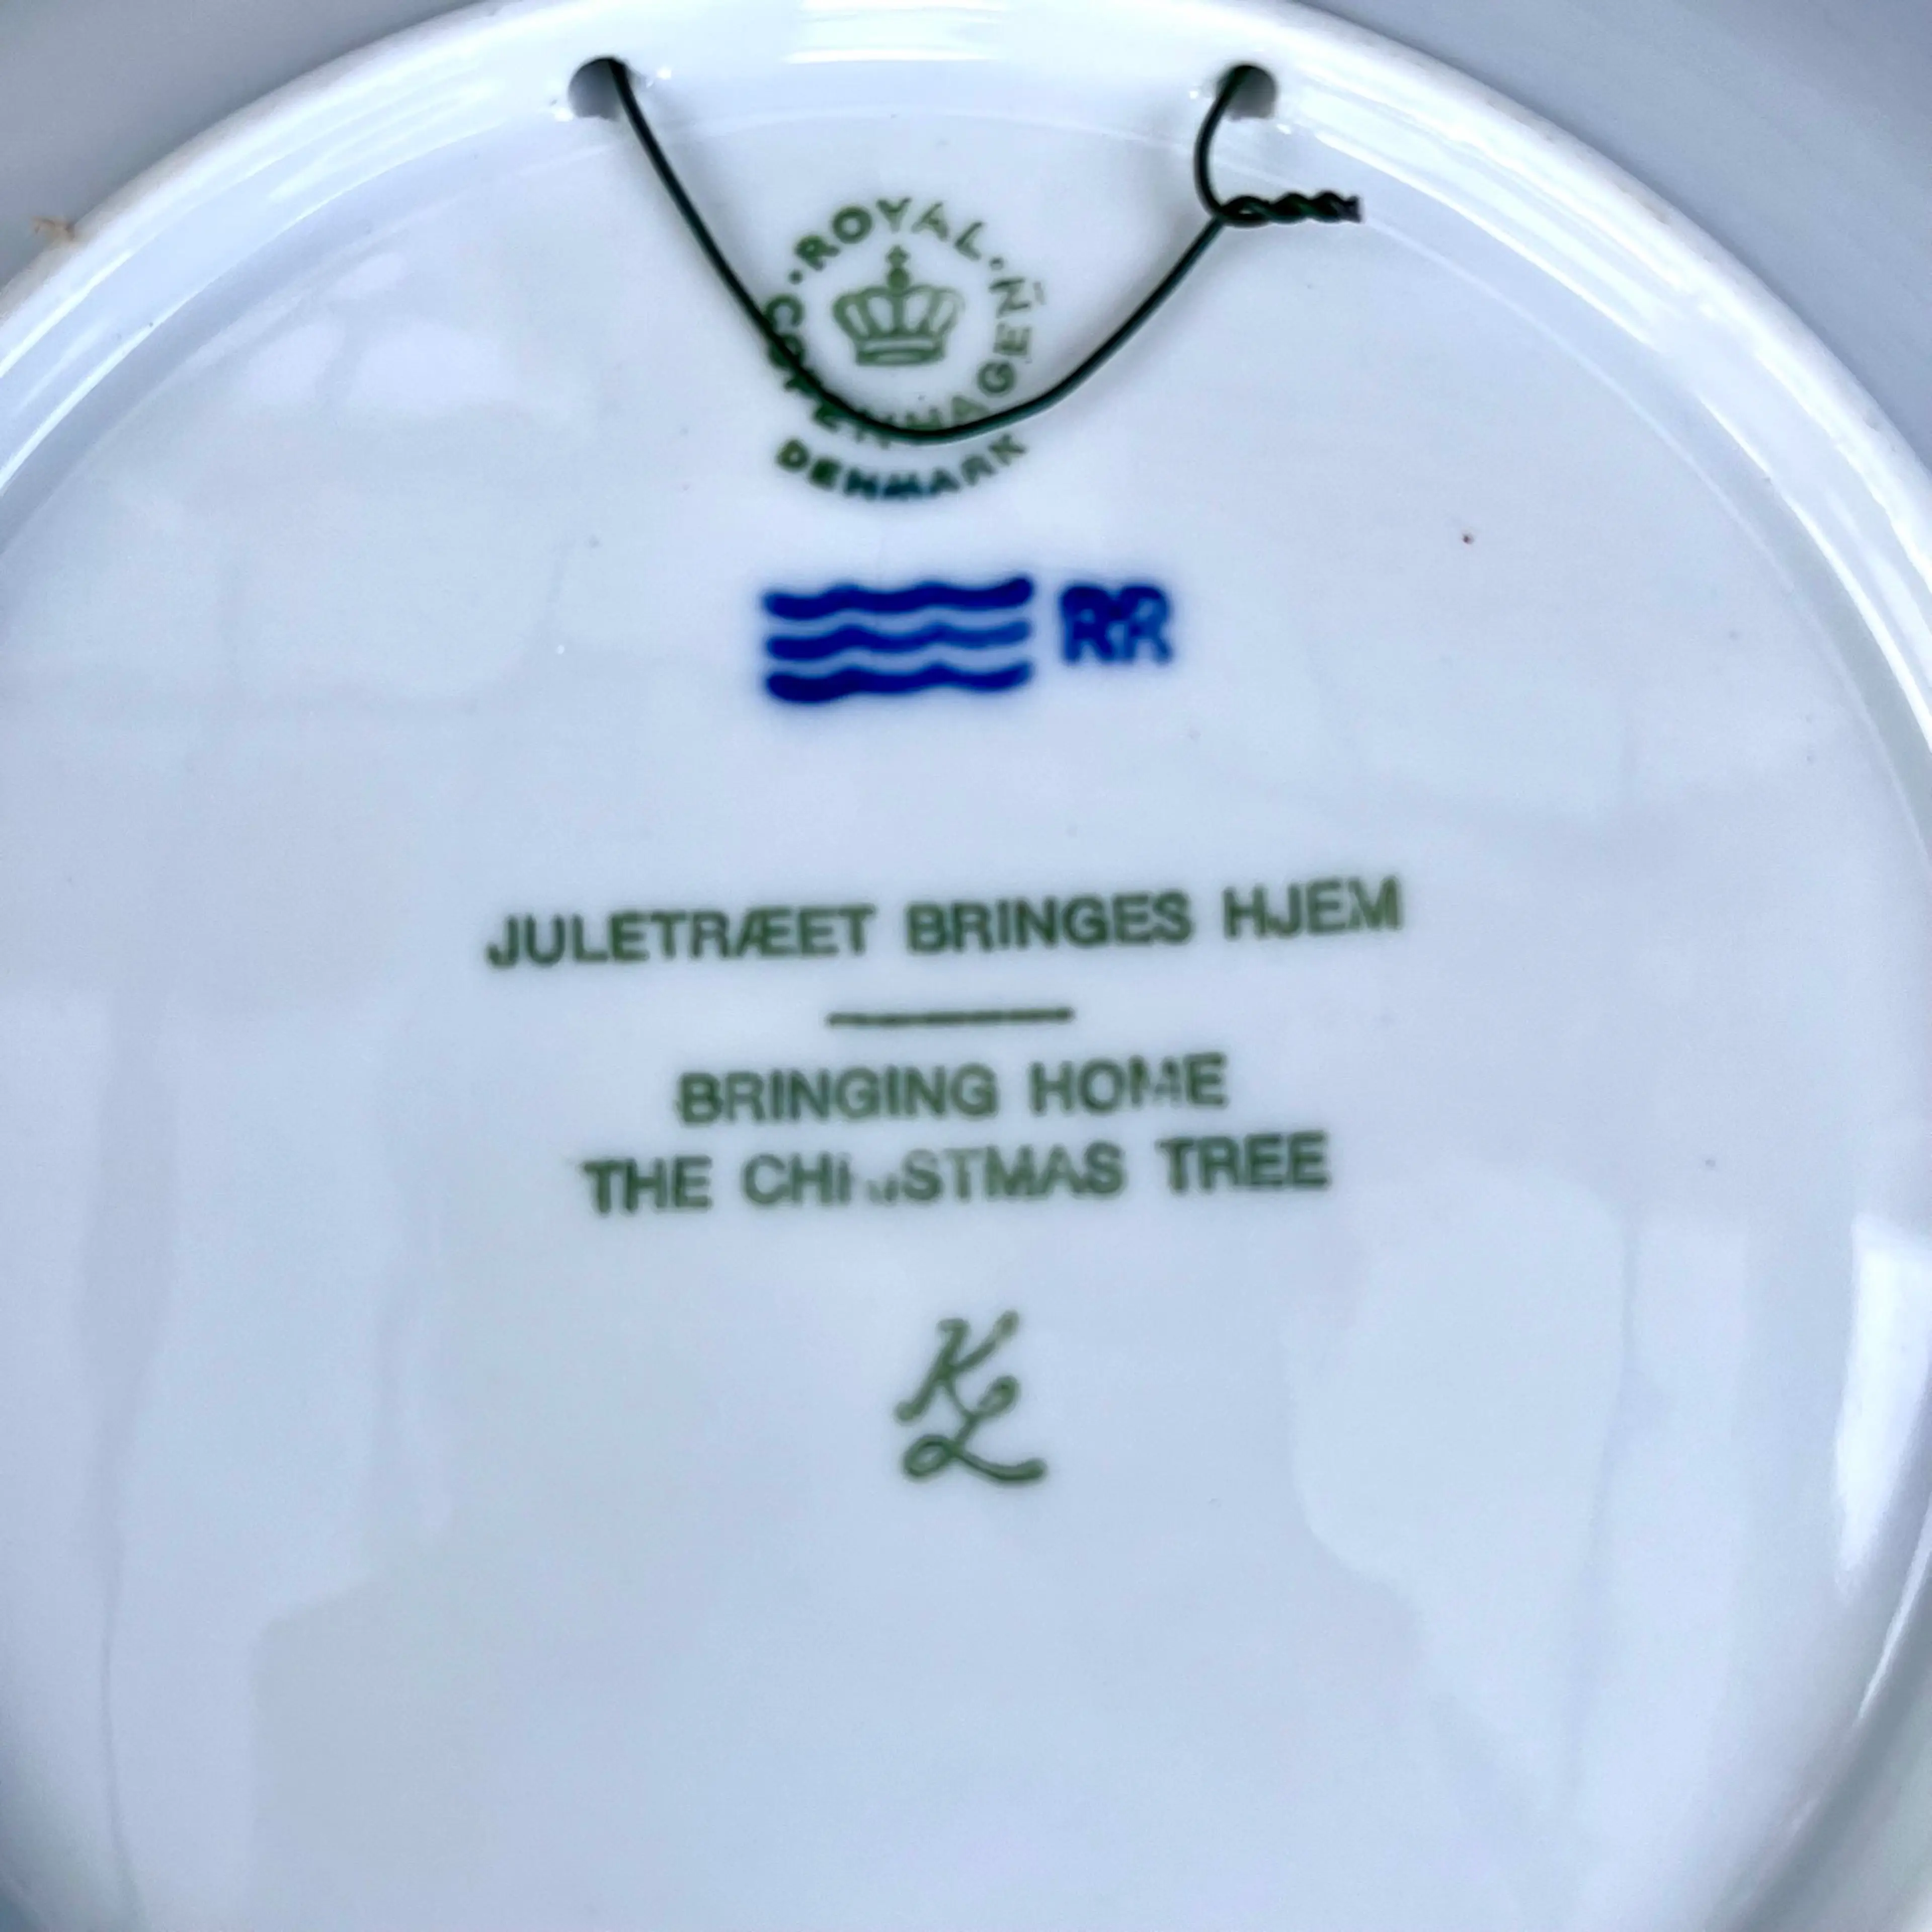 ROYAL · COPENHAGEN
DENMARK
RR
JULETRÆET BRINGES HJEM
BRINGING HOME
THE CHRISTMAS TREE
KL